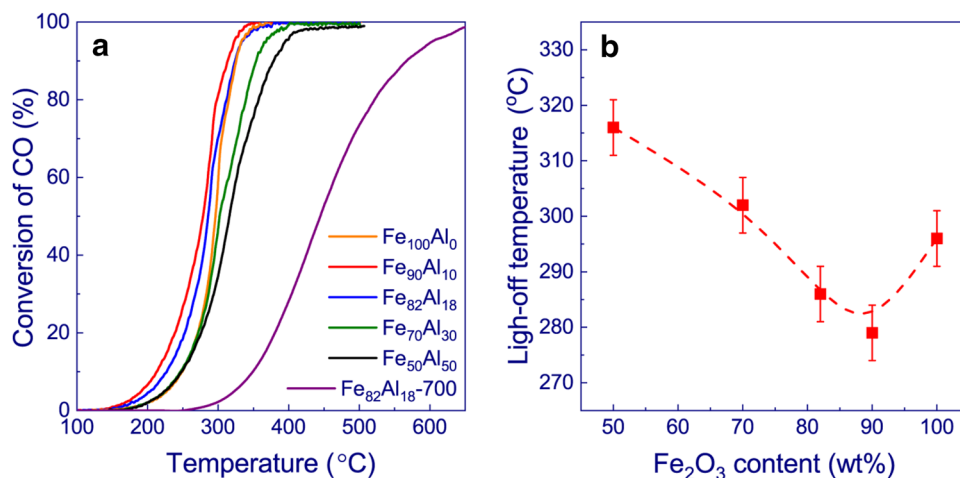 a
Conversion of CO (%)
100
80
60
40
20
0
100 200 300 400 500 600
Temperature (°C)
Fe₁₀₀Al₀
Fe₉₀Al₁₀
Fe₈₂Al₁₈
Fe₇₀Al₃₀
Fe₅₀Al₅₀
Fe₈₂Al₁₈-700
b
Ligh-off temperature (°C)
330
320
310
300
290
280
270
50 60 70 80 90 100
Fe₂O₃ content (wt%)